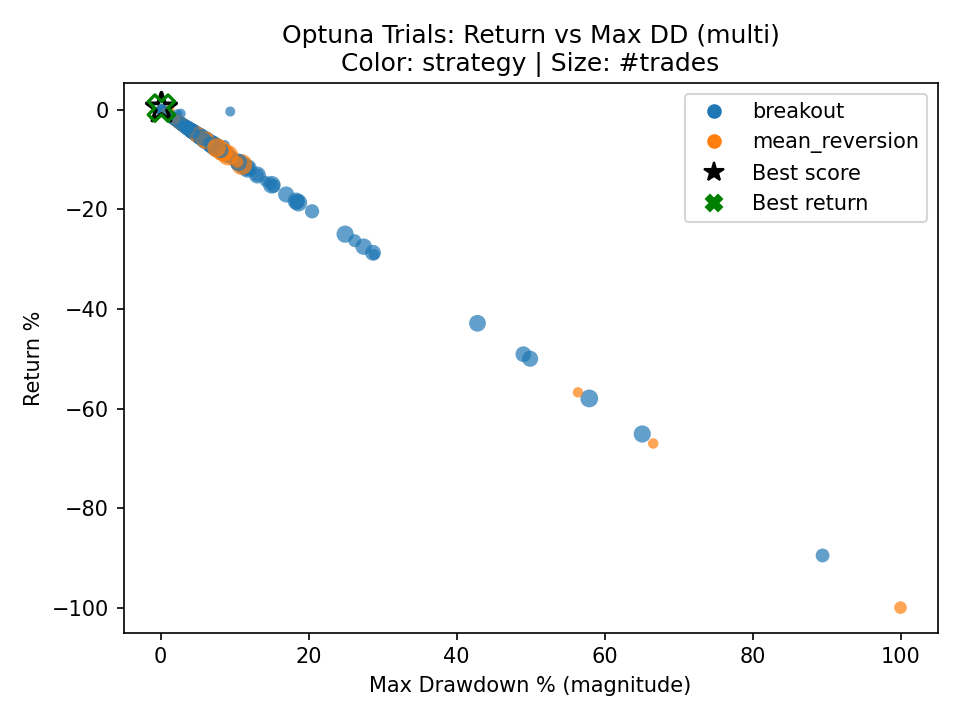 Optuna Trials: Return vs Max DD (multi)
Color: strategy | Size: #trades
breakout
mean_reversion
Best score
Best return
Return %
0
−20
−40
−60
−80
−100
0 20 40 60 80 100
Max Drawdown % (magnitude)